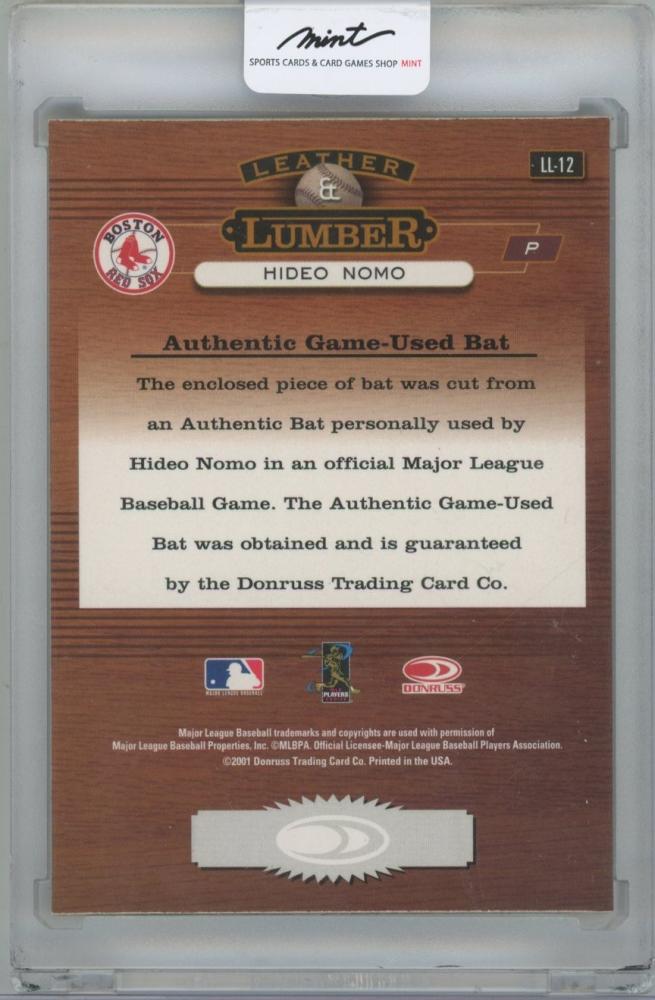 mint
SPORTS CARDS & CARD GAMES SHOP MINT
LEATHER
LL-12
&
LUMBER
BOSTON
RED SOX
P
HIDEO NOMO
Authentic Game-Used Bat
The enclosed piece of bat was cut from
an Authentic Bat personally used by
Hideo Nomo in an official Major League
Baseball Game. The Authentic Game-Used
Bat was obtained and is guaranteed
by the Donruss Trading Card Co.
MAJOR LEAGUE BASEBALL
PLAYERS
DONRUSS
Major League Baseball trademarks and copyrights are used with permission of
Major League Baseball Properties, Inc. ©MLBPA. Official Licensee-Major League Baseball Players Association.
©2001 Donruss Trading Card Co. Printed in the USA.